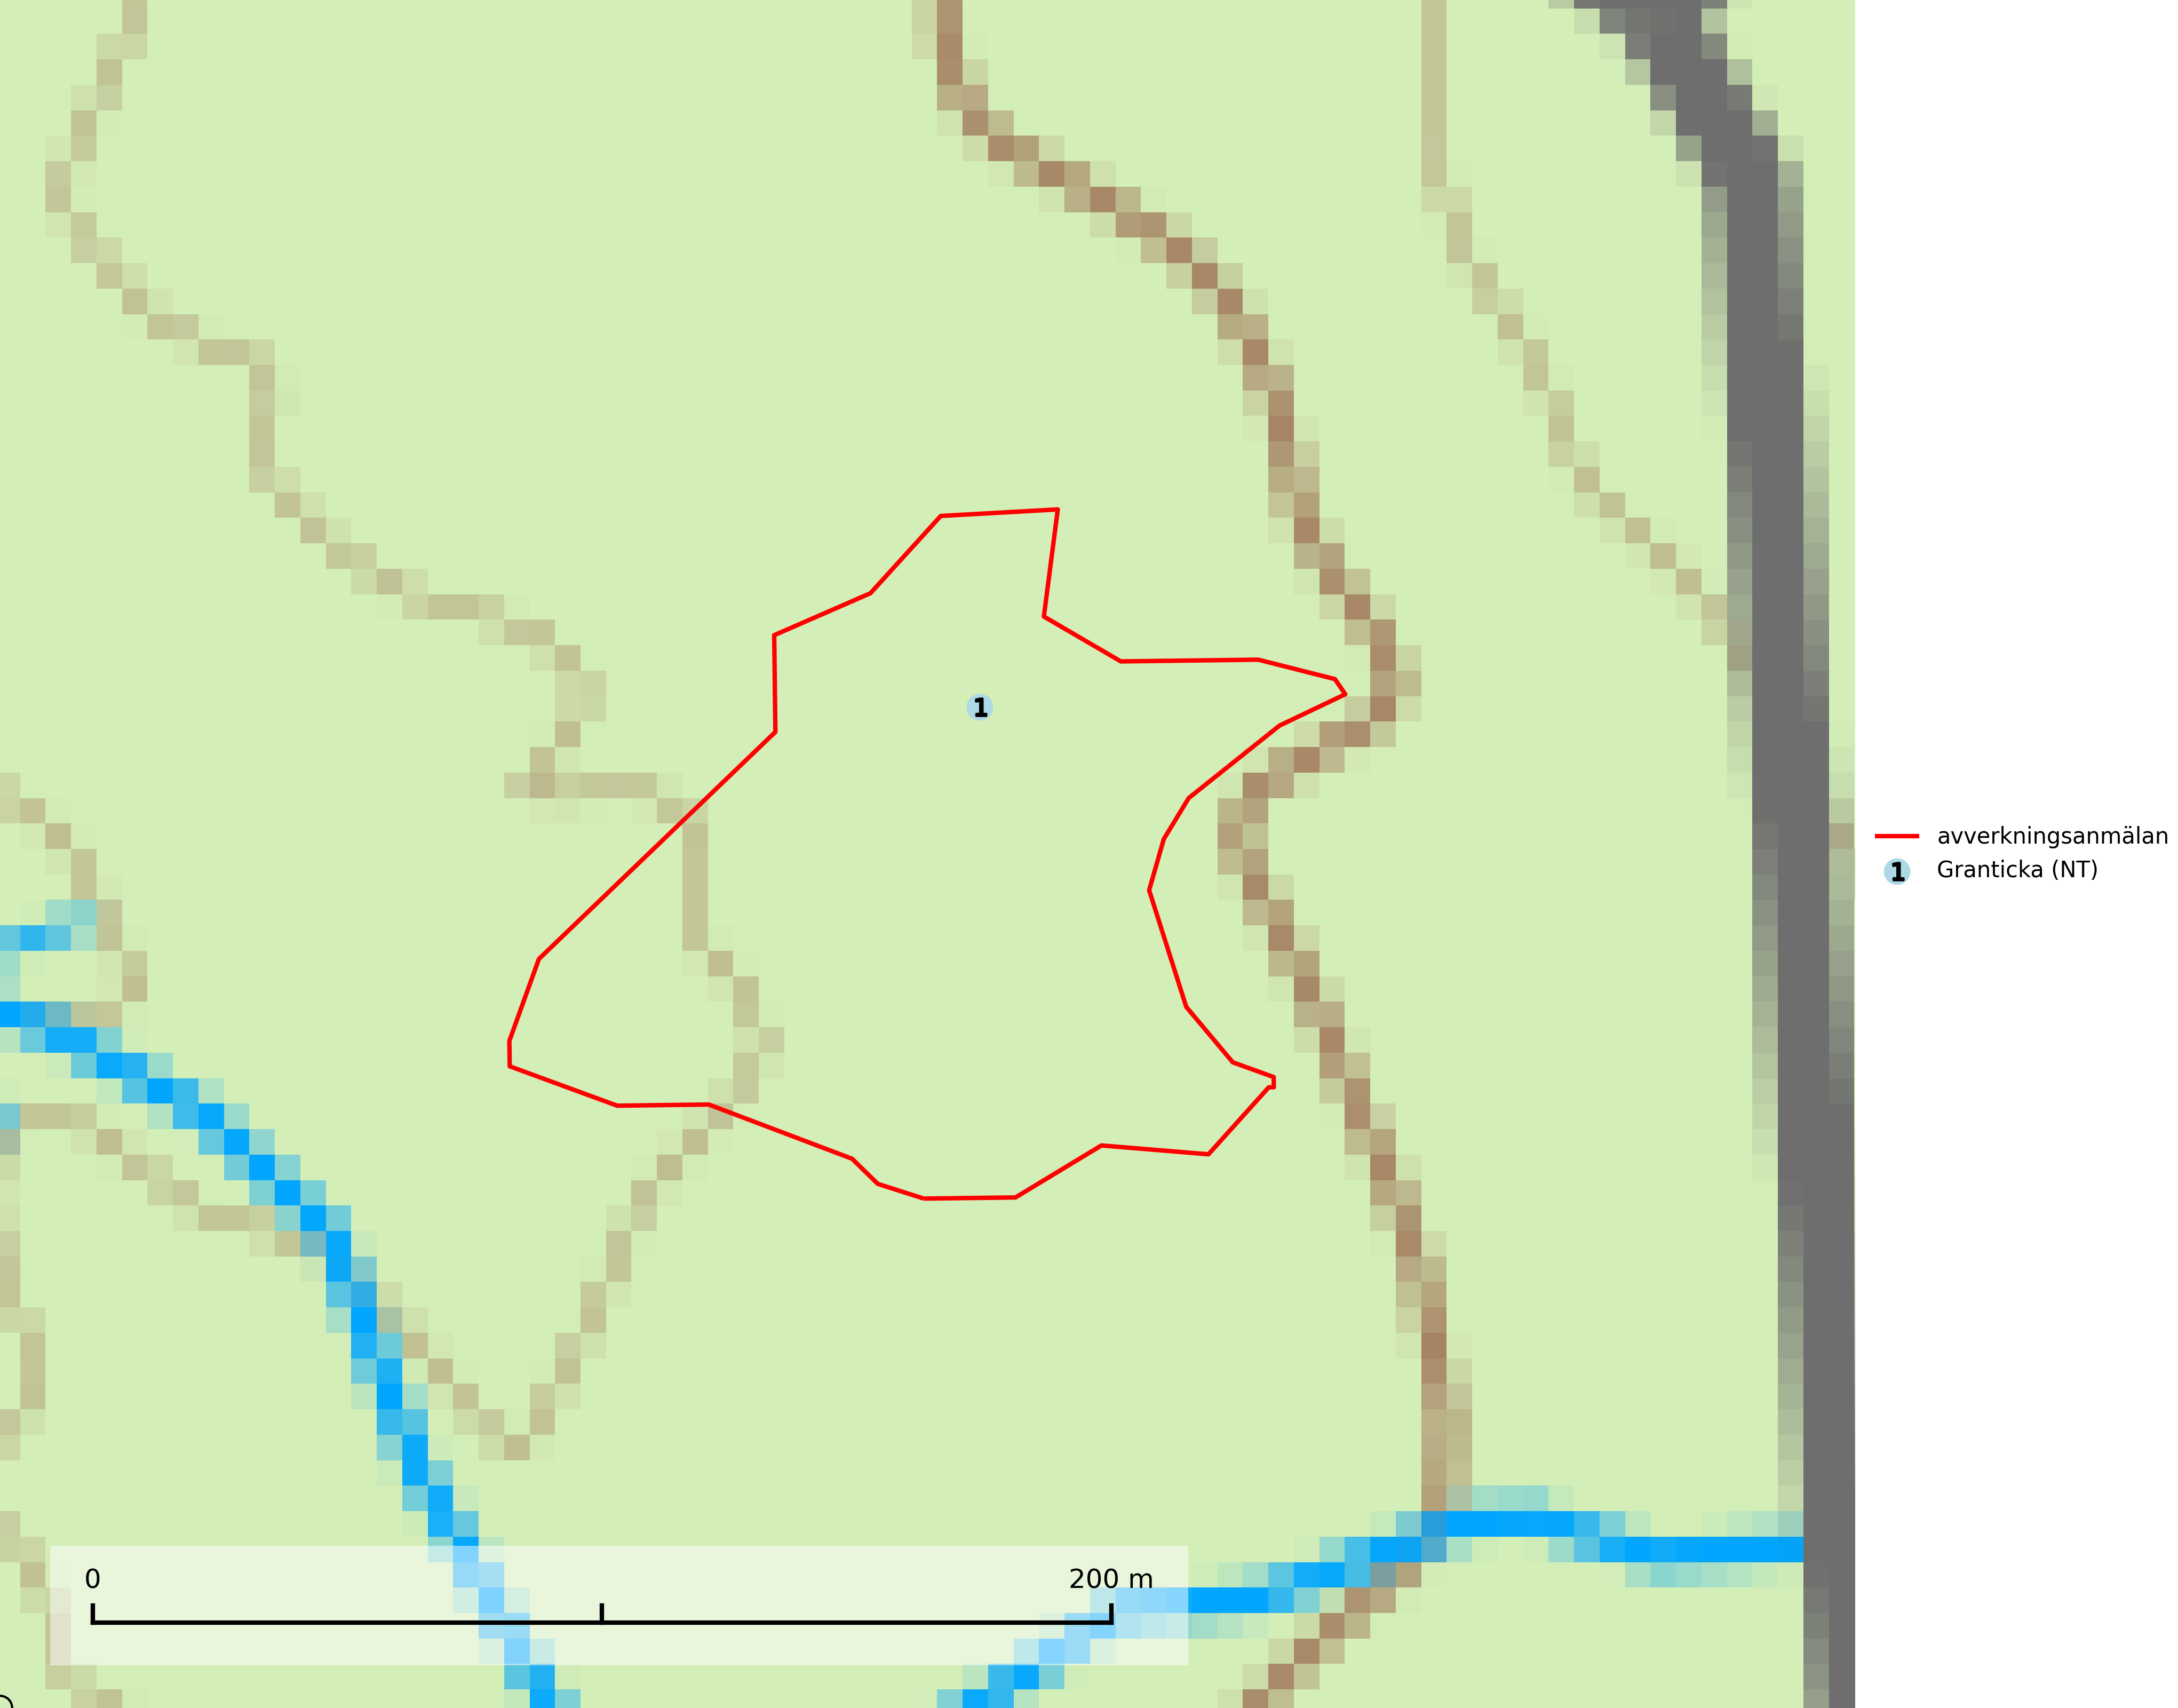 1
avverkningsanmälan
1 Granticka (NT)
0 200 m